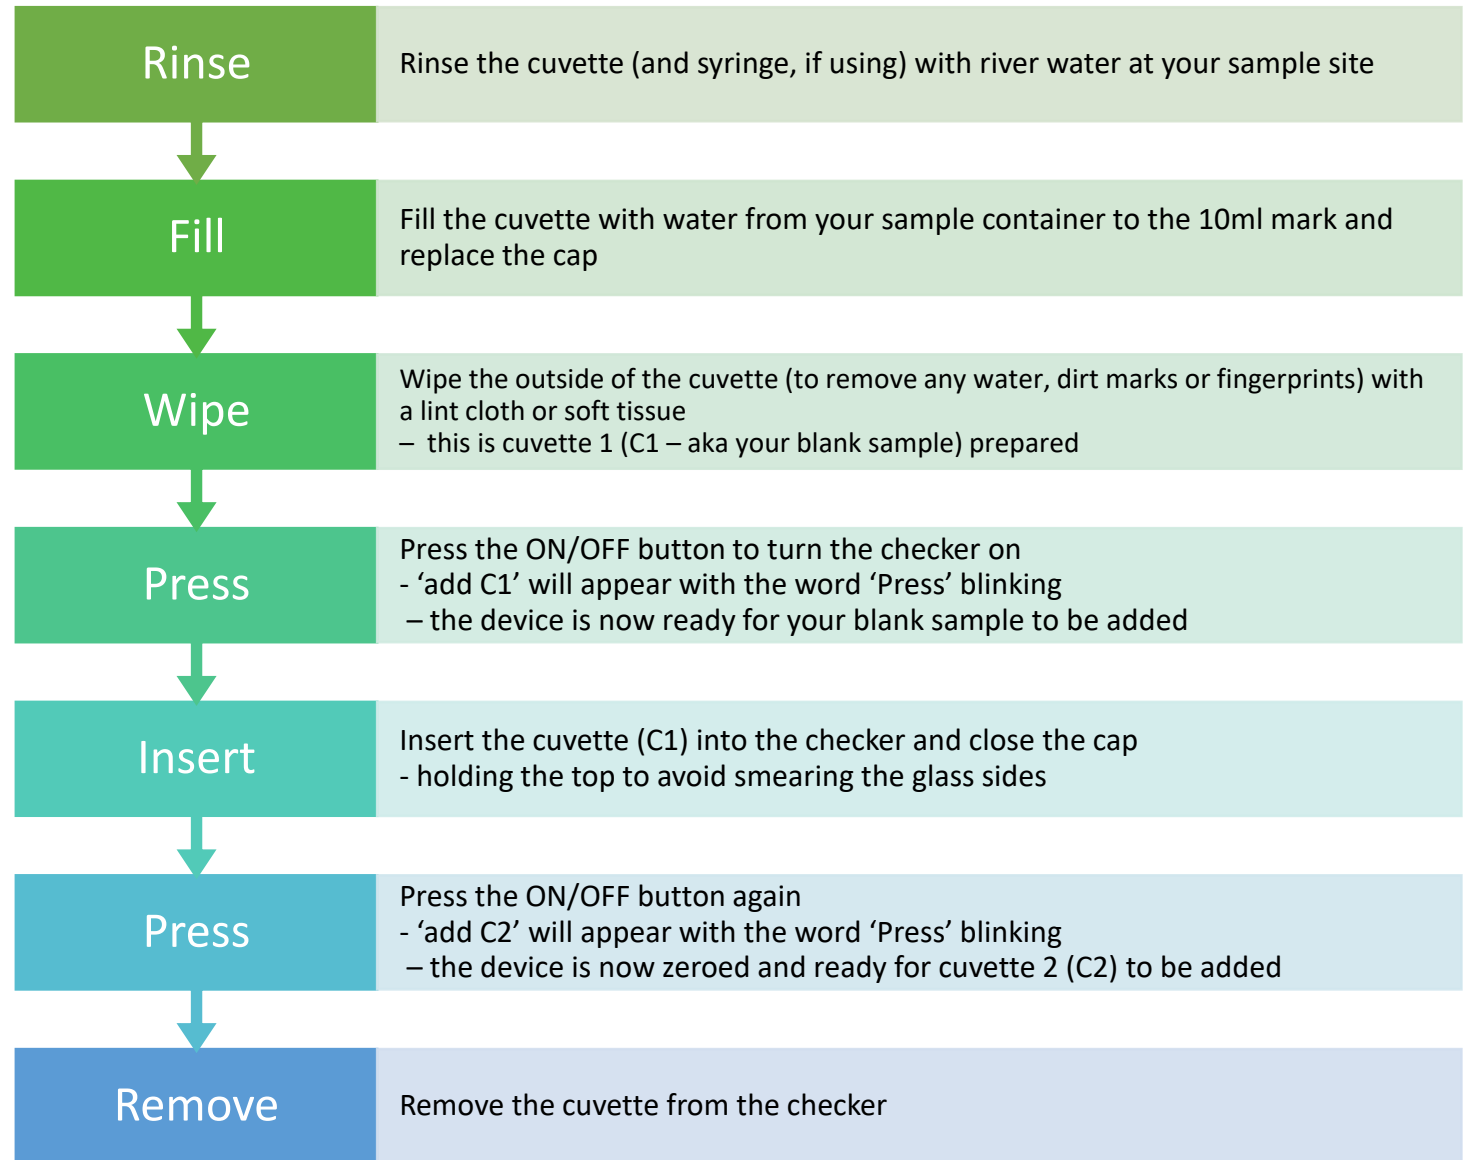 Rinse
Rinse the cuvette (and syringe, if using) with river water at your sample site
Fill
Fill the cuvette with water from your sample container to the 10ml mark and
replace the cap
Wipe
Wipe the outside of the cuvette (to remove any water, dirt marks or fingerprints) with
a lint cloth or soft tissue
– this is cuvette 1 (C1 – aka your blank sample) prepared
Press
Press the ON/OFF button to turn the checker on
- ‘add C1’ will appear with the word ‘Press’ blinking
– the device is now ready for your blank sample to be added
Insert
Insert the cuvette (C1) into the checker and close the cap
- holding the top to avoid smearing the glass sides
Press
Press the ON/OFF button again
- ‘add C2’ will appear with the word ‘Press’ blinking
– the device is now zeroed and ready for cuvette 2 (C2) to be added
Remove
Remove the cuvette from the checker